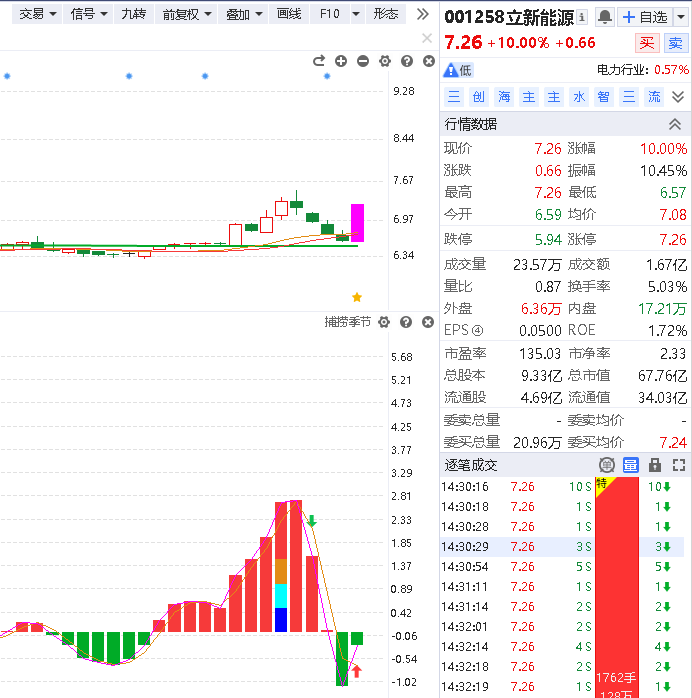 交易 信号 九转 前复权 叠加 画线 F10 形态
9.28
8.44
7.67
6.97
6.34
捕捞季节
5.68
5.21
4.73
4.25
3.77
3.29
2.81
2.33
1.85
1.37
0.89
0.42
-0.06
-0.54
-1.02
001258立新能源 自选
7.26 +10.00% +0.66 买 卖
低 电力行业: 0.57%
三 创 海 主 主 水 智 三 流
行情数据
现价 7.26 涨幅 10.00%
涨跌 0.66 振幅 10.45%
最高 7.26 最低 6.57
今开 6.59 均价 7.08
跌停 5.94 涨停 7.26
成交量 23.57万 成交额 1.67亿
量比 0.87 换手率 5.03%
外盘 6.36万 内盘 17.21万
EPS④ 0.0500 ROE 1.72%
市盈率 135.03 市净率 2.33
总股本 9.33亿 总市值 67.76亿
流通股 4.69亿 流通值 34.03亿
委卖总量 - 委卖均价 -
委买总量 20.96万 委买均价 7.24
逐笔成交 单 量
14:30:16 7.26 10 S 特 10
14:30:18 7.26 1 S 1
14:30:28 7.26 1 S 1
14:30:29 7.26 3 S 3
14:30:54 7.26 5 S 5
14:31:11 7.26 1 S 1
14:31:14 7.26 2 S 2
14:32:01 7.26 2 S 2
14:32:14 7.26 4 S 4
14:32:18 7.26 2 S 2
14:32:19 7.26 1 S 1
1762手
128万